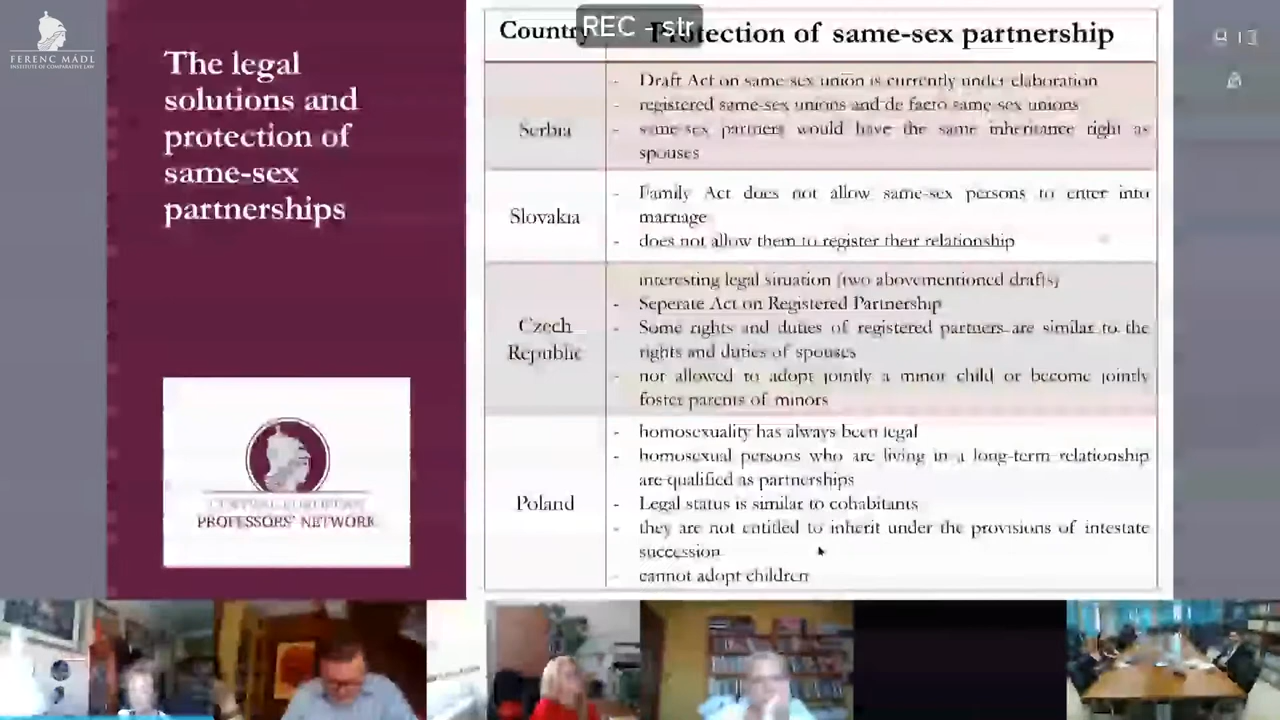 FERENC MÁDL
INSTITUTE OF COMPARATIVE LAW
The legal
solutions and
protection of
same-sex
partnerships
CENTRAL EUROPEAN
PROFESSORS' NETWORK
REC - str
Country
Protection of same-sex partnership
Serbia
- Draft Act on same sex union is currently under elaboration
- registered same-sex unions and de facto same sex unions
- same-sex partners would have the same inheritance right as
spouses
Slovakia
- Family Act does not allow same-sex persons to enter into
marriage
- does not allow them to register their relationship
Czech
Republic
interesting legal situation (two abovementioned drafts)
- Seperate Act on Registered Partnership
- Some rights and duties of registered partners are similar to the
rights and duties of spouses
- not allowed to adopt jointly a minor child or become jointly
foster parents of minors
Poland
- homosexuality has always been legal
- homosexual persons who are living in a long-term relationship
are qualified as partnerships
- Legal status is similar to cohabitants
- they are not entitled to inherit under the provisions of intestate
succession
- cannot adopt children